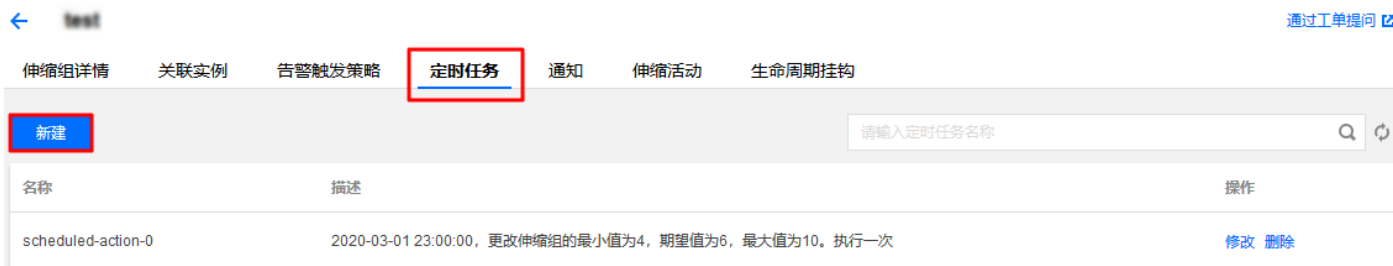 test
通过工单提问
伸缩组详情 关联实例 告警触发策略 定时任务 通知 伸缩活动 生命周期挂钩
新建
请输入定时任务名称
名称 描述 操作
scheduled-action-0 2020-03-01 23:00:00，更改伸缩组的最小值为4，期望值为6，最大值为10。执行一次 修改 删除